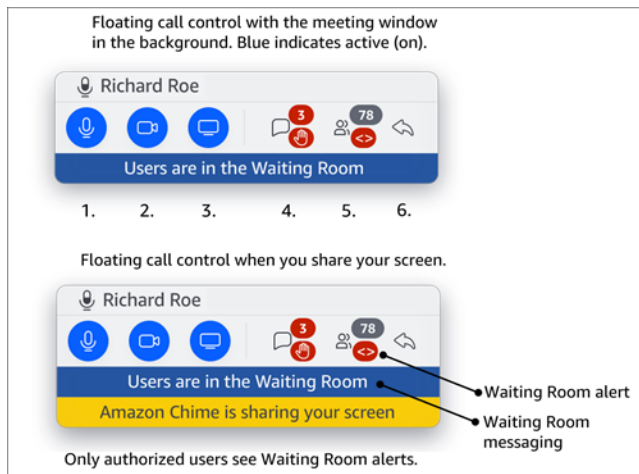 Floating call control with the meeting window
in the background. Blue indicates active (on).
Richard Roe
3
78
<>
Users are in the Waiting Room
1. 2. 3. 4. 5. 6.
Floating call control when you share your screen.
Richard Roe
3
78
<>
Users are in the Waiting Room
Amazon Chime is sharing your screen
Waiting Room alert
Waiting Room
messaging
Only authorized users see Waiting Room alerts.